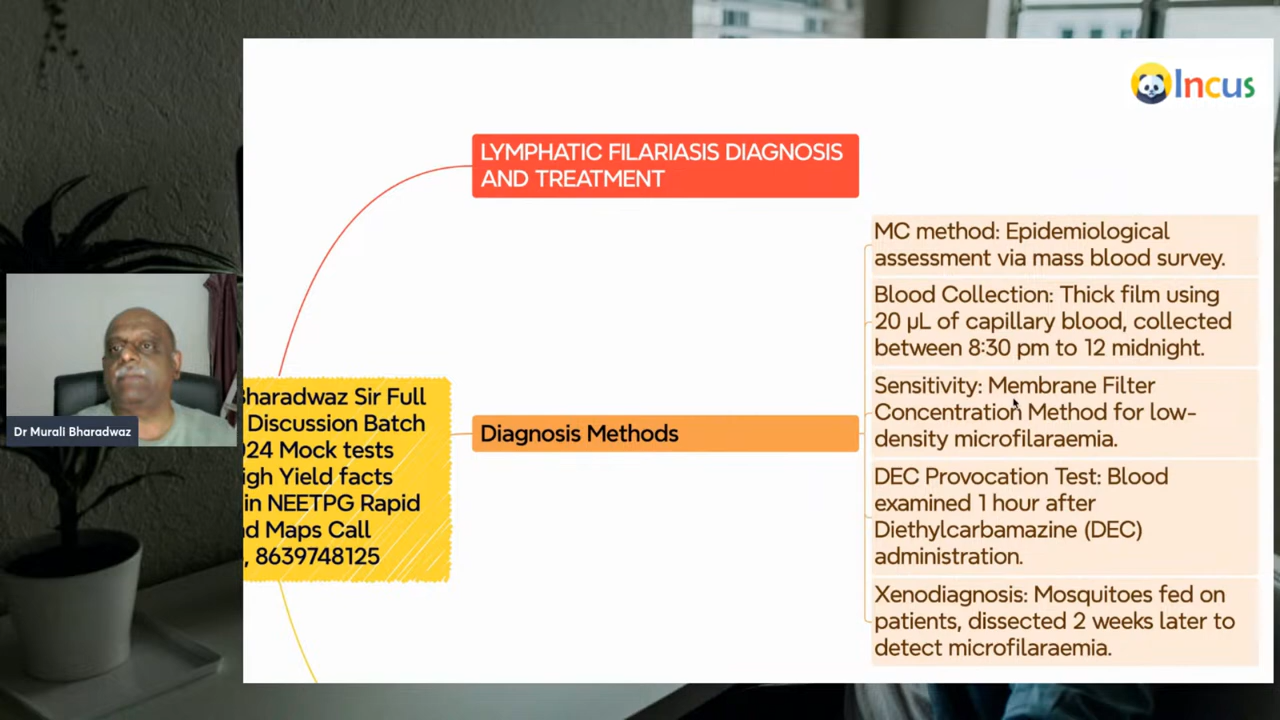 Incus
LYMPHATIC FILARIASIS DIAGNOSIS
AND TREATMENT
MC method: Epidemiological
assessment via mass blood survey.
Blood Collection: Thick film using
20 µL of capillary blood, collected
between 8:30 pm to 12 midnight.
Sensitivity: Membrane Filter
Concentration Method for low-
density microfilaraemia.
DEC Provocation Test: Blood
examined 1 hour after
Diethylcarbamazine (DEC)
administration.
Xenodiagnosis: Mosquitoes fed on
patients, dissected 2 weeks later to
detect microfilaraemia.
Diagnosis Methods
Bharadwaz Sir Full
Discussion Batch
24 Mock tests
igh Yield facts
in NEETPG Rapid
d Maps Call
, 8639748125
Dr Murali Bharadwaz